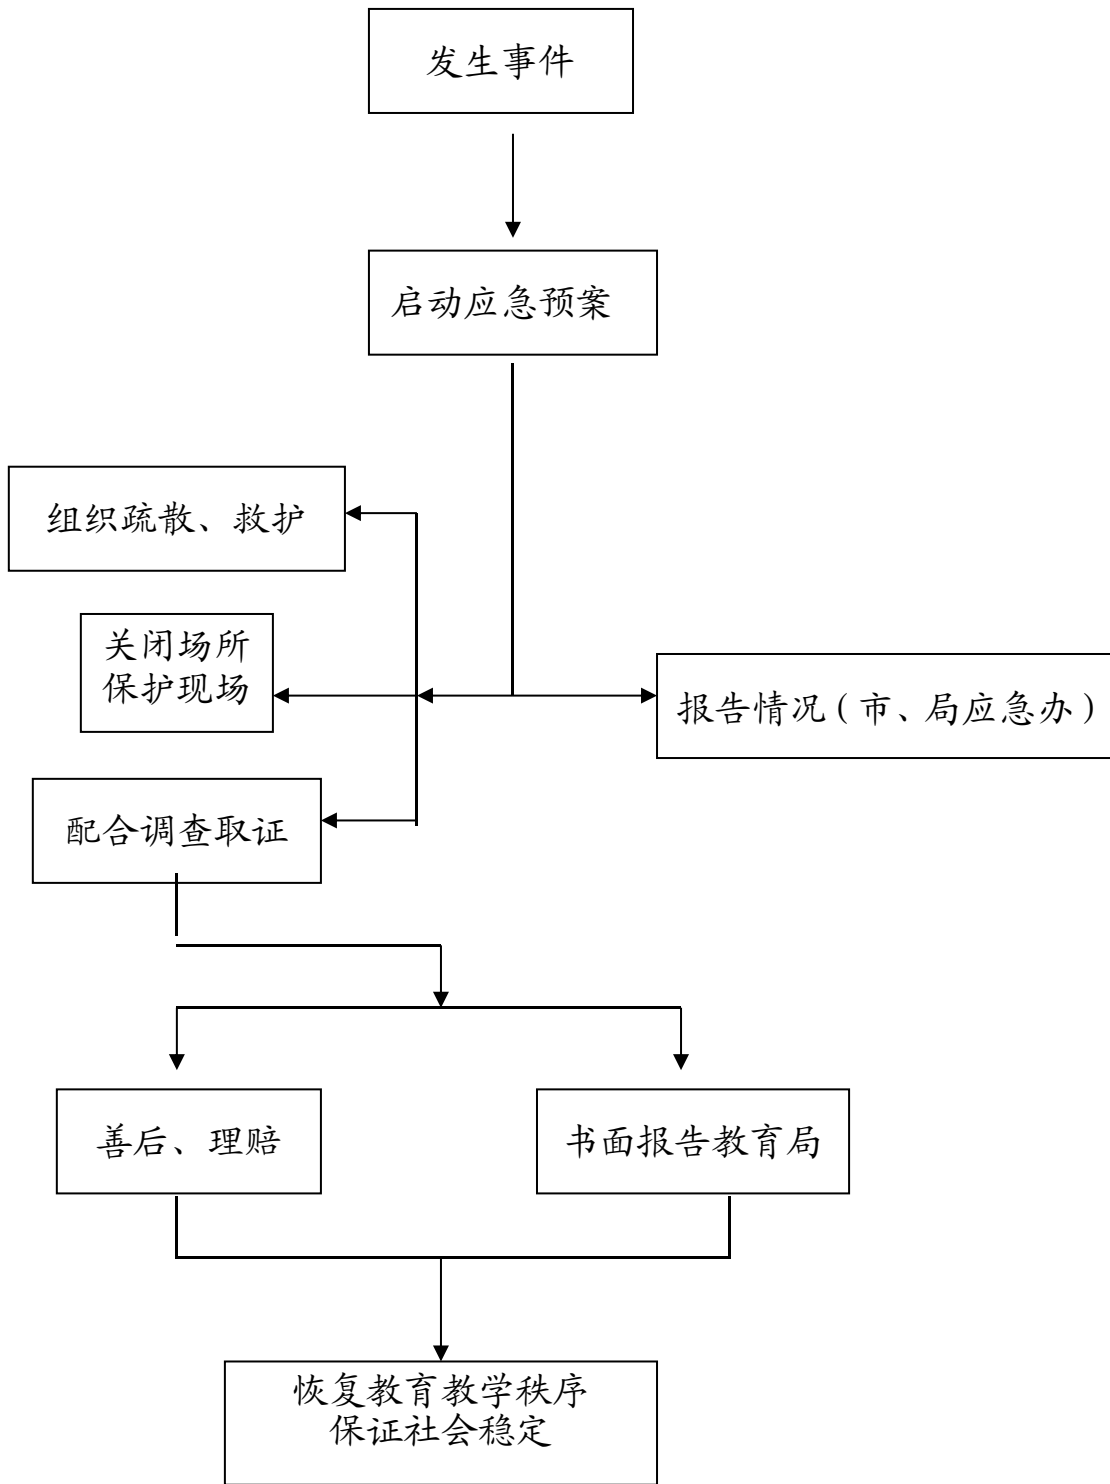 发生事件
启动应急预案
组织疏散、救护
关闭场所
保护现场
报告情况（市、局应急办）
配合调查取证
善后、理赔
书面报告教育局
恢复教育教学秩序
保证社会稳定